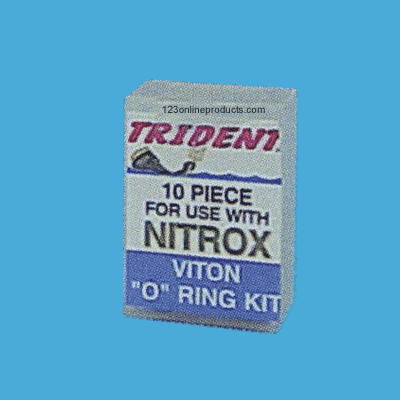 123onlineproducts.com
TRIDENT
10 PIECE
FOR USE WITH
NITROX
VITON
"O" RING KIT